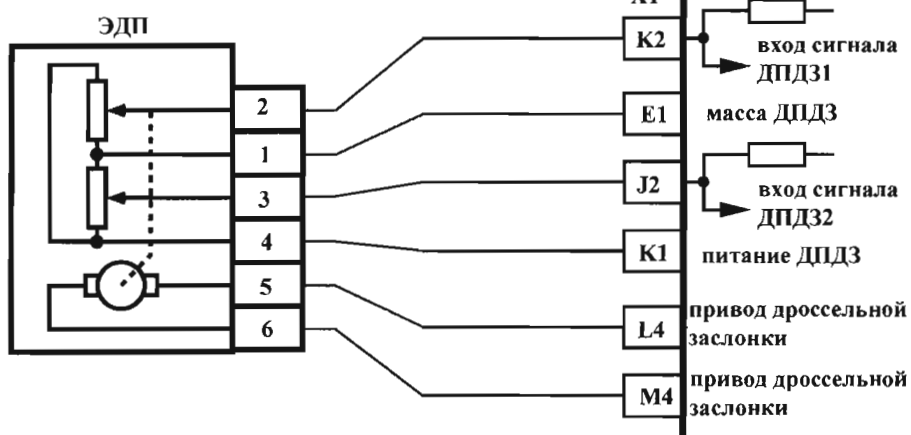 ЭДП
K2
вход сигнала
ДПДЗ1
2
E1
масса ДПДЗ
1
J2
3
вход сигнала
ДПДЗ2
4
K1
питание ДПДЗ
5
L4
привод дроссельной
заслонки
6
M4
привод дроссельной
заслонки